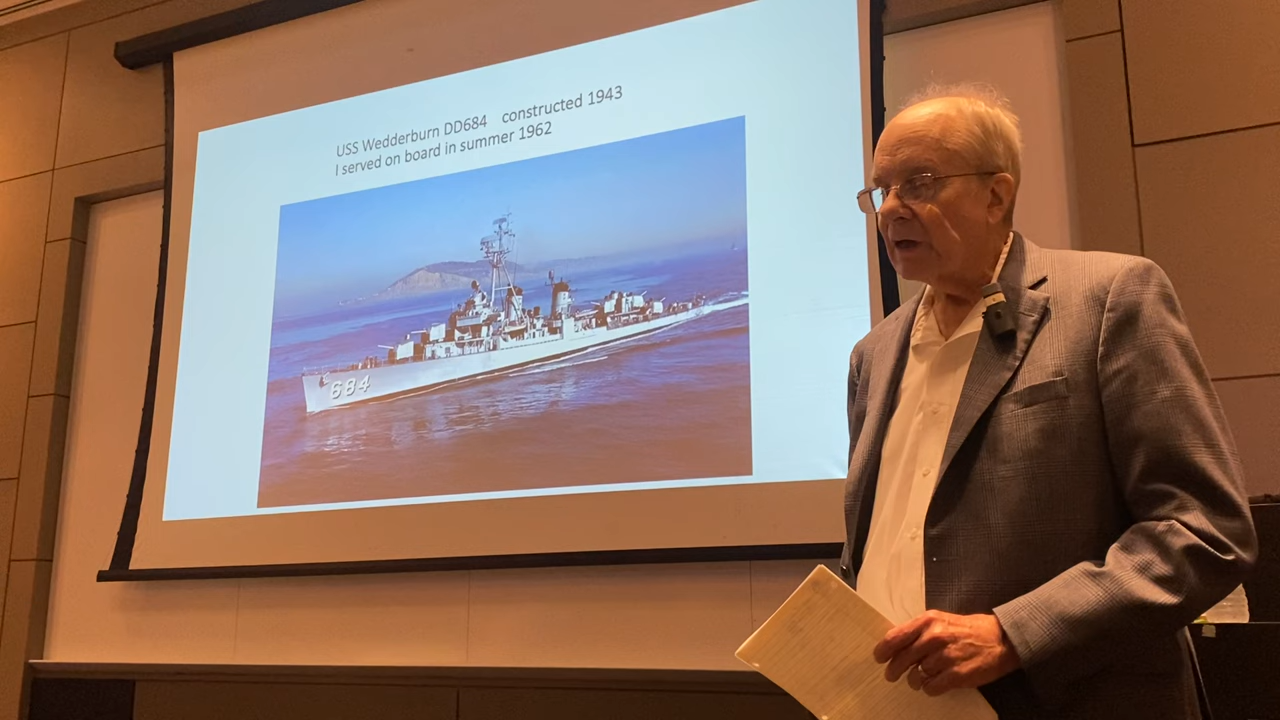 USS Wedderburn DD684 constructed 1943
I served on board in summer 1962
684